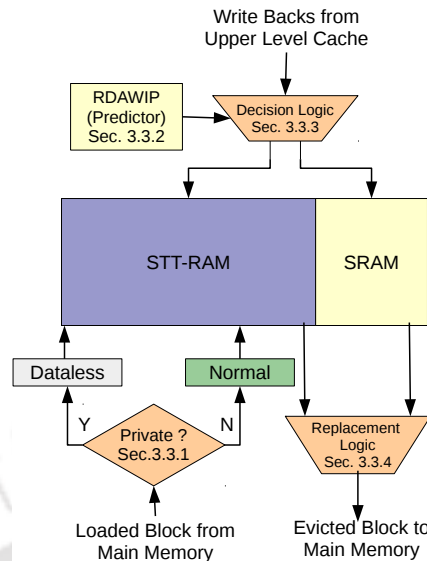 Write Backs from
Upper Level Cache
RDAWIP
(Predictor)
Sec. 3.3.2
Decision Logic
Sec. 3.3.3
STT-RAM
SRAM
Dataless
Normal
Y
N
Private ?
Sec.3.3.1
Replacement
Logic
Sec. 3.3.4
Loaded Block from
Main Memory
Evicted Block to
Main Memory